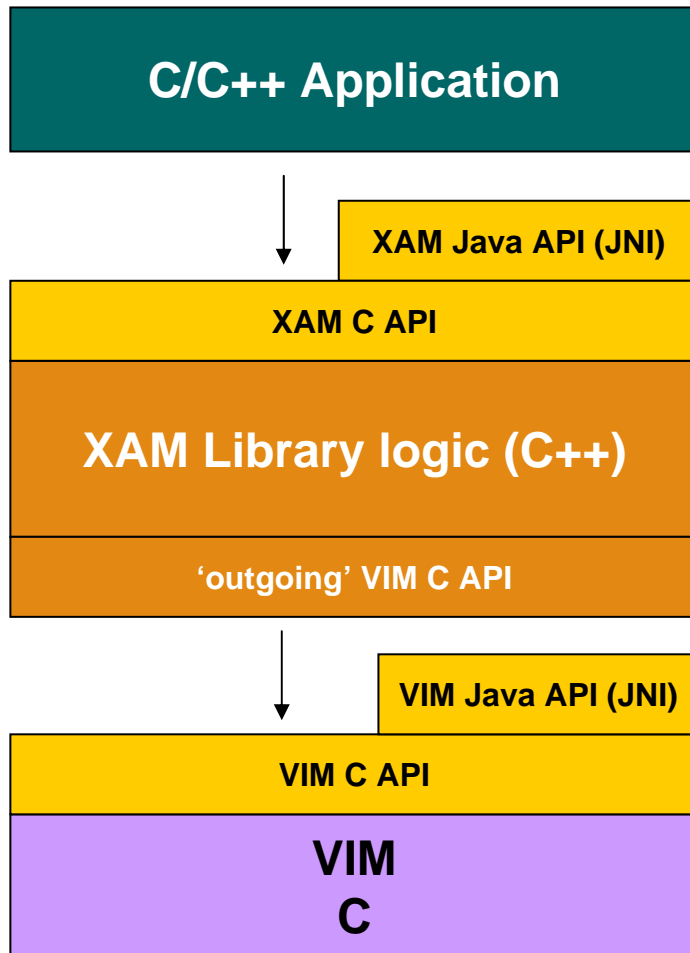 C/C++ Application
XAM Java API (JNI)
XAM C API
XAM Library logic (C++)
‘outgoing’ VIM C API
VIM Java API (JNI)
VIM C API
VIM
C